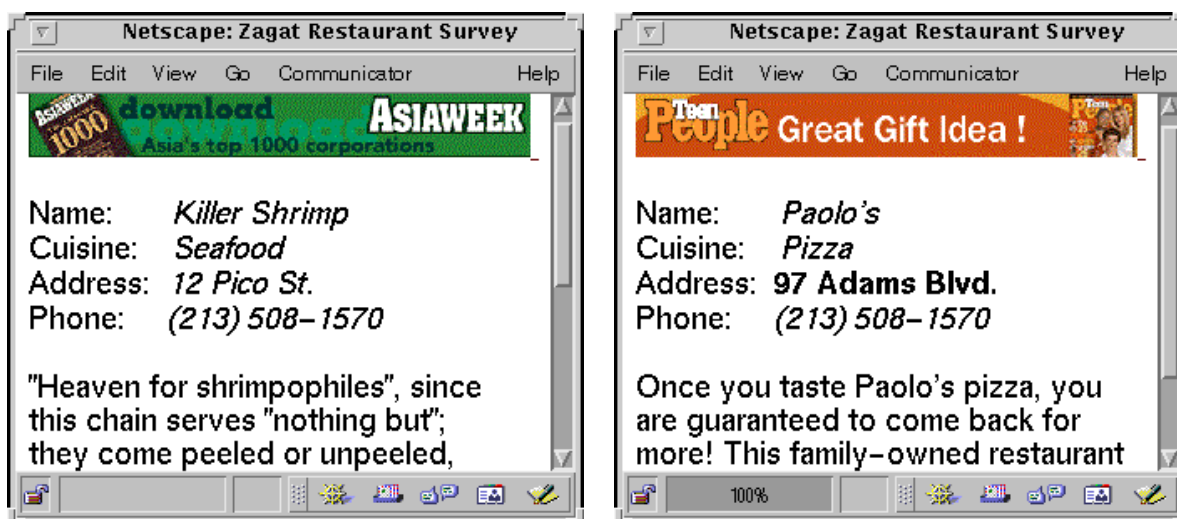 Netscape: Zagat Restaurant Survey
File Edit View Go Communicator Help
ASIAWEEK
1000
download
download
ASIAWEEK
Asia's top 1000 corporations
Name: Killer Shrimp
Cuisine: Seafood
Address: 12 Pico St.
Phone: (213) 508–1570
"Heaven for shrimpophiles", since
this chain serves "nothing but";
they come peeled or unpeeled,
Netscape: Zagat Restaurant Survey
File Edit View Go Communicator Help
Teen
People
Great Gift Idea !
Teen
Name: Paolo's
Cuisine: Pizza
Address: 97 Adams Blvd.
Phone: (213) 508–1570
Once you taste Paolo's pizza, you
are guaranteed to come back for
more! This family–owned restaurant
100%